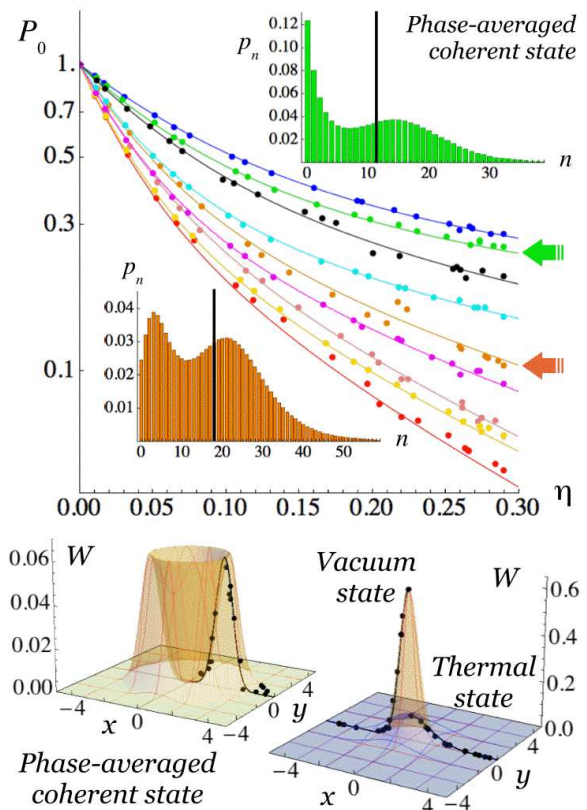 P0
1.
0.7
0.5
0.3
0.1
0.00 0.05 0.10 0.15 0.20 0.25 0.30 η
pn
0.12
0.10
0.08
0.06
0.04
0.02
0 10 20 30 n
Phase-averaged
coherent state
pn
0.04
0.03
0.02
0.01
0 10 20 30 40 50 n
W
0.06
0.04
0.02
0.00
−4 0 4
x
−4 0 4
y
Phase-averaged
coherent state
Vacuum
state
Thermal
state
W
0.6
0.4
0.2
0.0
−4 0 4
x
−4 0 4
y